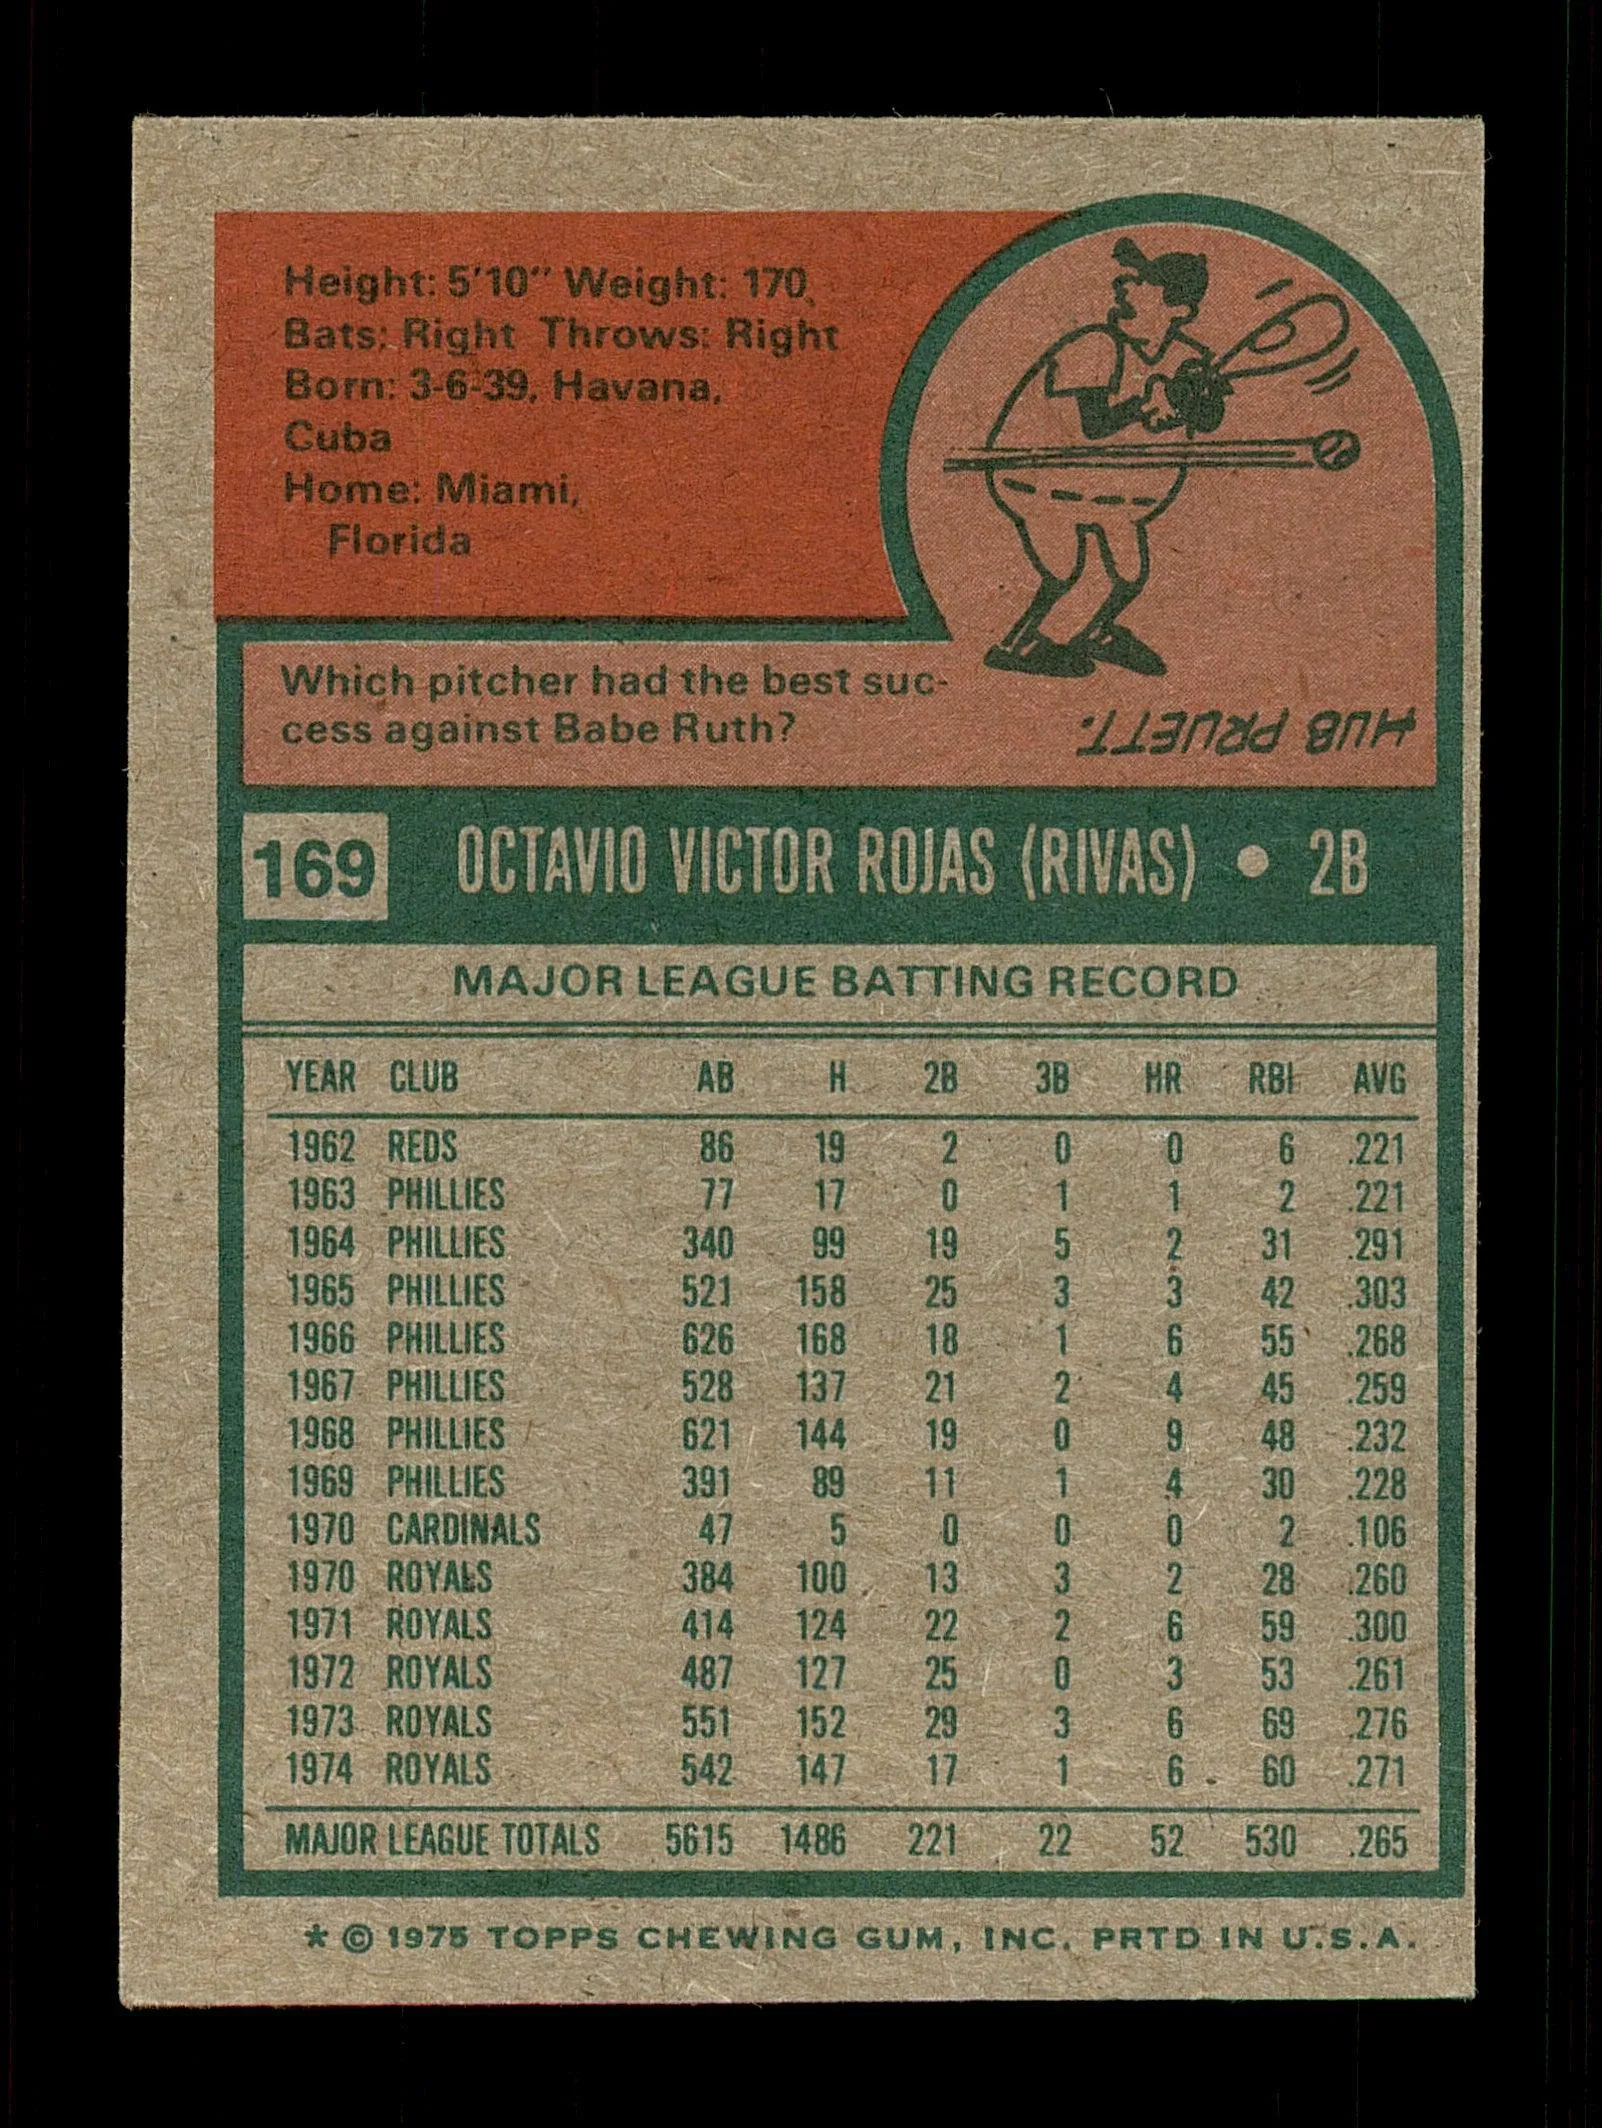 Height: 5'10" Weight: 170
Bats: Right Throws: Right
Born: 3-6-39, Havana,
Cuba
Home: Miami,
Florida
Which pitcher had the best suc-
cess against Babe Ruth?
HUB PRUETT.
169 OCTAVIO VICTOR ROJAS (RIVAS) • 2B
MAJOR LEAGUE BATTING RECORD
YEAR CLUB AB H 2B 3B HR RBI AVG
1962 REDS 86 19 2 0 0 6 .221
1963 PHILLIES 77 17 0 1 1 2 .221
1964 PHILLIES 340 99 19 5 2 31 .291
1965 PHILLIES 521 158 25 3 3 42 .303
1966 PHILLIES 626 168 18 1 6 55 .268
1967 PHILLIES 528 137 21 2 4 45 .259
1968 PHILLIES 621 144 19 0 9 48 .232
1969 PHILLIES 391 89 11 1 4 30 .228
1970 CARDINALS 47 5 0 0 0 2 .106
1970 ROYALS 384 100 13 3 2 28 .260
1971 ROYALS 414 124 22 2 6 59 .300
1972 ROYALS 487 127 25 0 3 53 .261
1973 ROYALS 551 152 29 3 6 69 .276
1974 ROYALS 542 147 17 1 6 60 .271
MAJOR LEAGUE TOTALS 5615 1486 221 22 52 530 .265
* © 1975 TOPPS CHEWING GUM, INC. PRTD IN U.S.A.